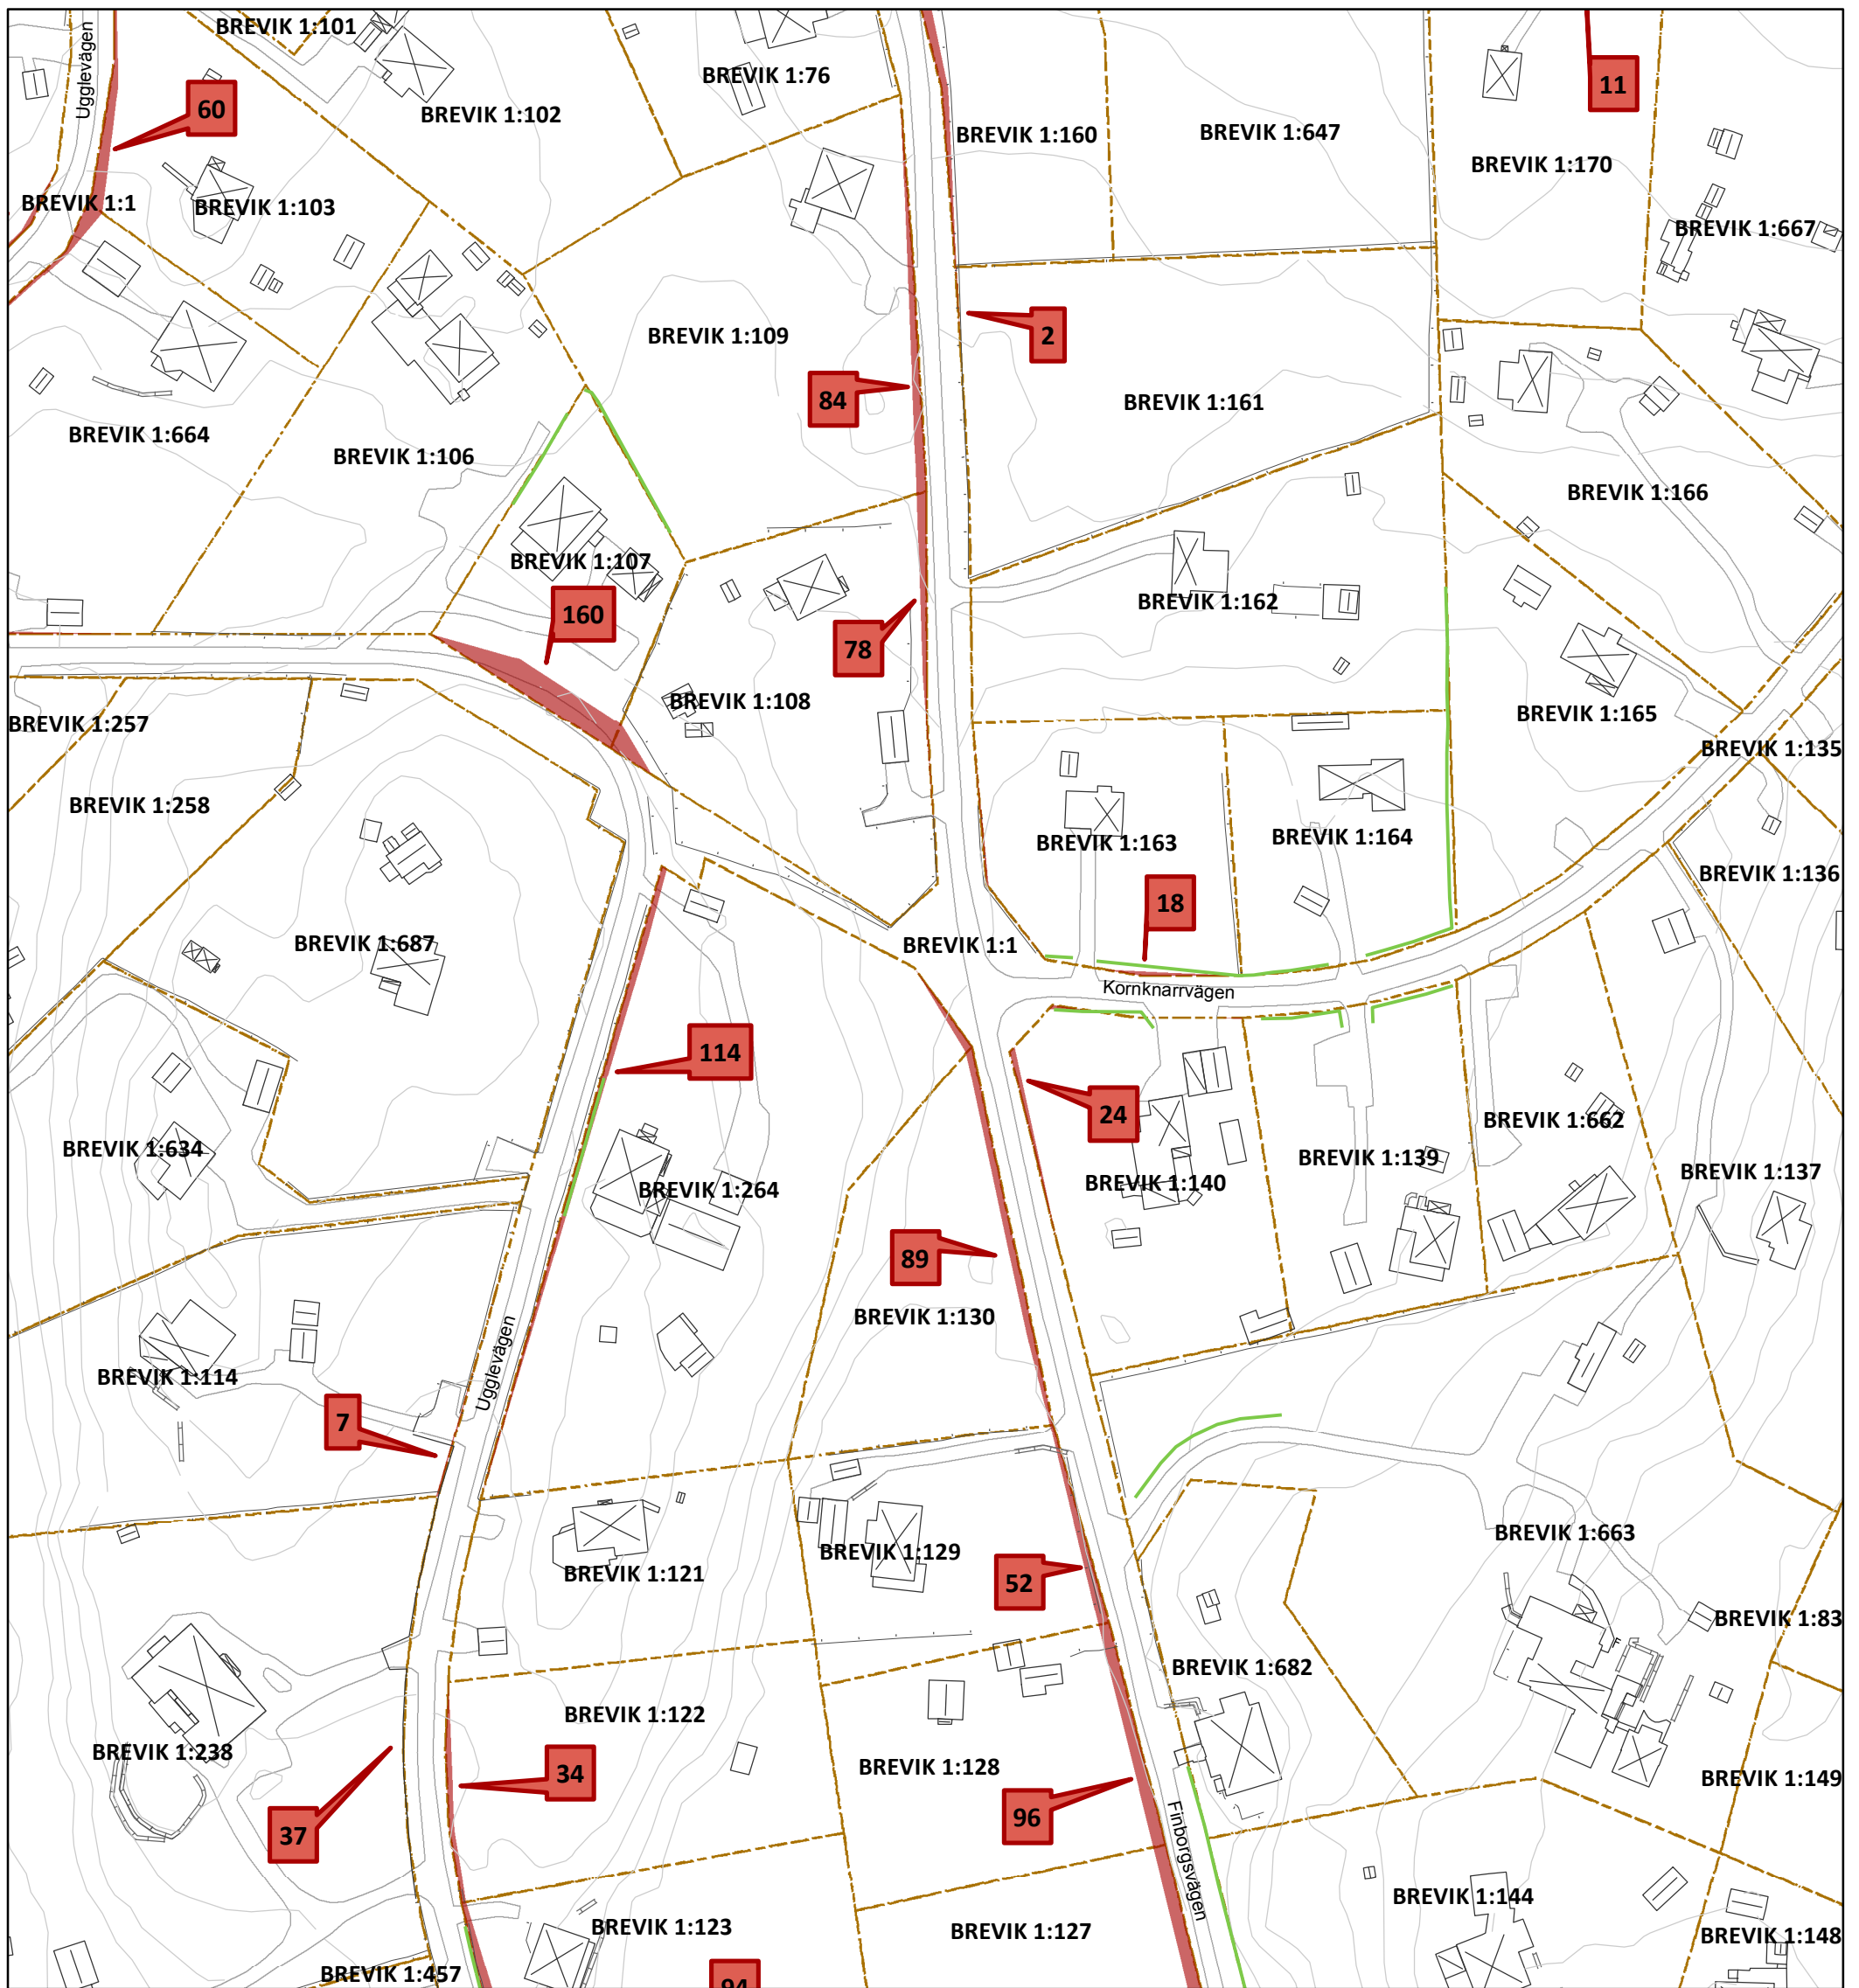 BREVIK 1:101
Ugglevägen
BREVIK 1:76
11
60
BREVIK 1:102
BREVIK 1:160
BREVIK 1:647
BREVIK 1:170
BREVIK 1:1
BREVIK 1:103
BREVIK 1:667
BREVIK 1:109
2
84
BREVIK 1:161
BREVIK 1:664
BREVIK 1:106
BREVIK 1:166
BREVIK 1:107
160
BREVIK 1:162
78
BREVIK 1:108
BREVIK 1:257
BREVIK 1:165
BREVIK 1:135
BREVIK 1:258
BREVIK 1:163
BREVIK 1:164
BREVIK 1:136
18
BREVIK 1:687
BREVIK 1:1
Kornknarrvägen
114
24
BREVIK 1:662
BREVIK 1:634
BREVIK 1:139
BREVIK 1:137
BREVIK 1:264
BREVIK 1:140
89
BREVIK 1:130
Ugglevägen
BREVIK 1:114
7
BREVIK 1:663
BREVIK 1:129
BREVIK 1:121
52
BREVIK 1:83
BREVIK 1:682
BREVIK 1:122
BREVIK 1:238
BREVIK 1:128
34
BREVIK 1:149
96
37
Finborgsvägen
BREVIK 1:144
BREVIK 1:123
BREVIK 1:127
BREVIK 1:148
BREVIK 1:457
94